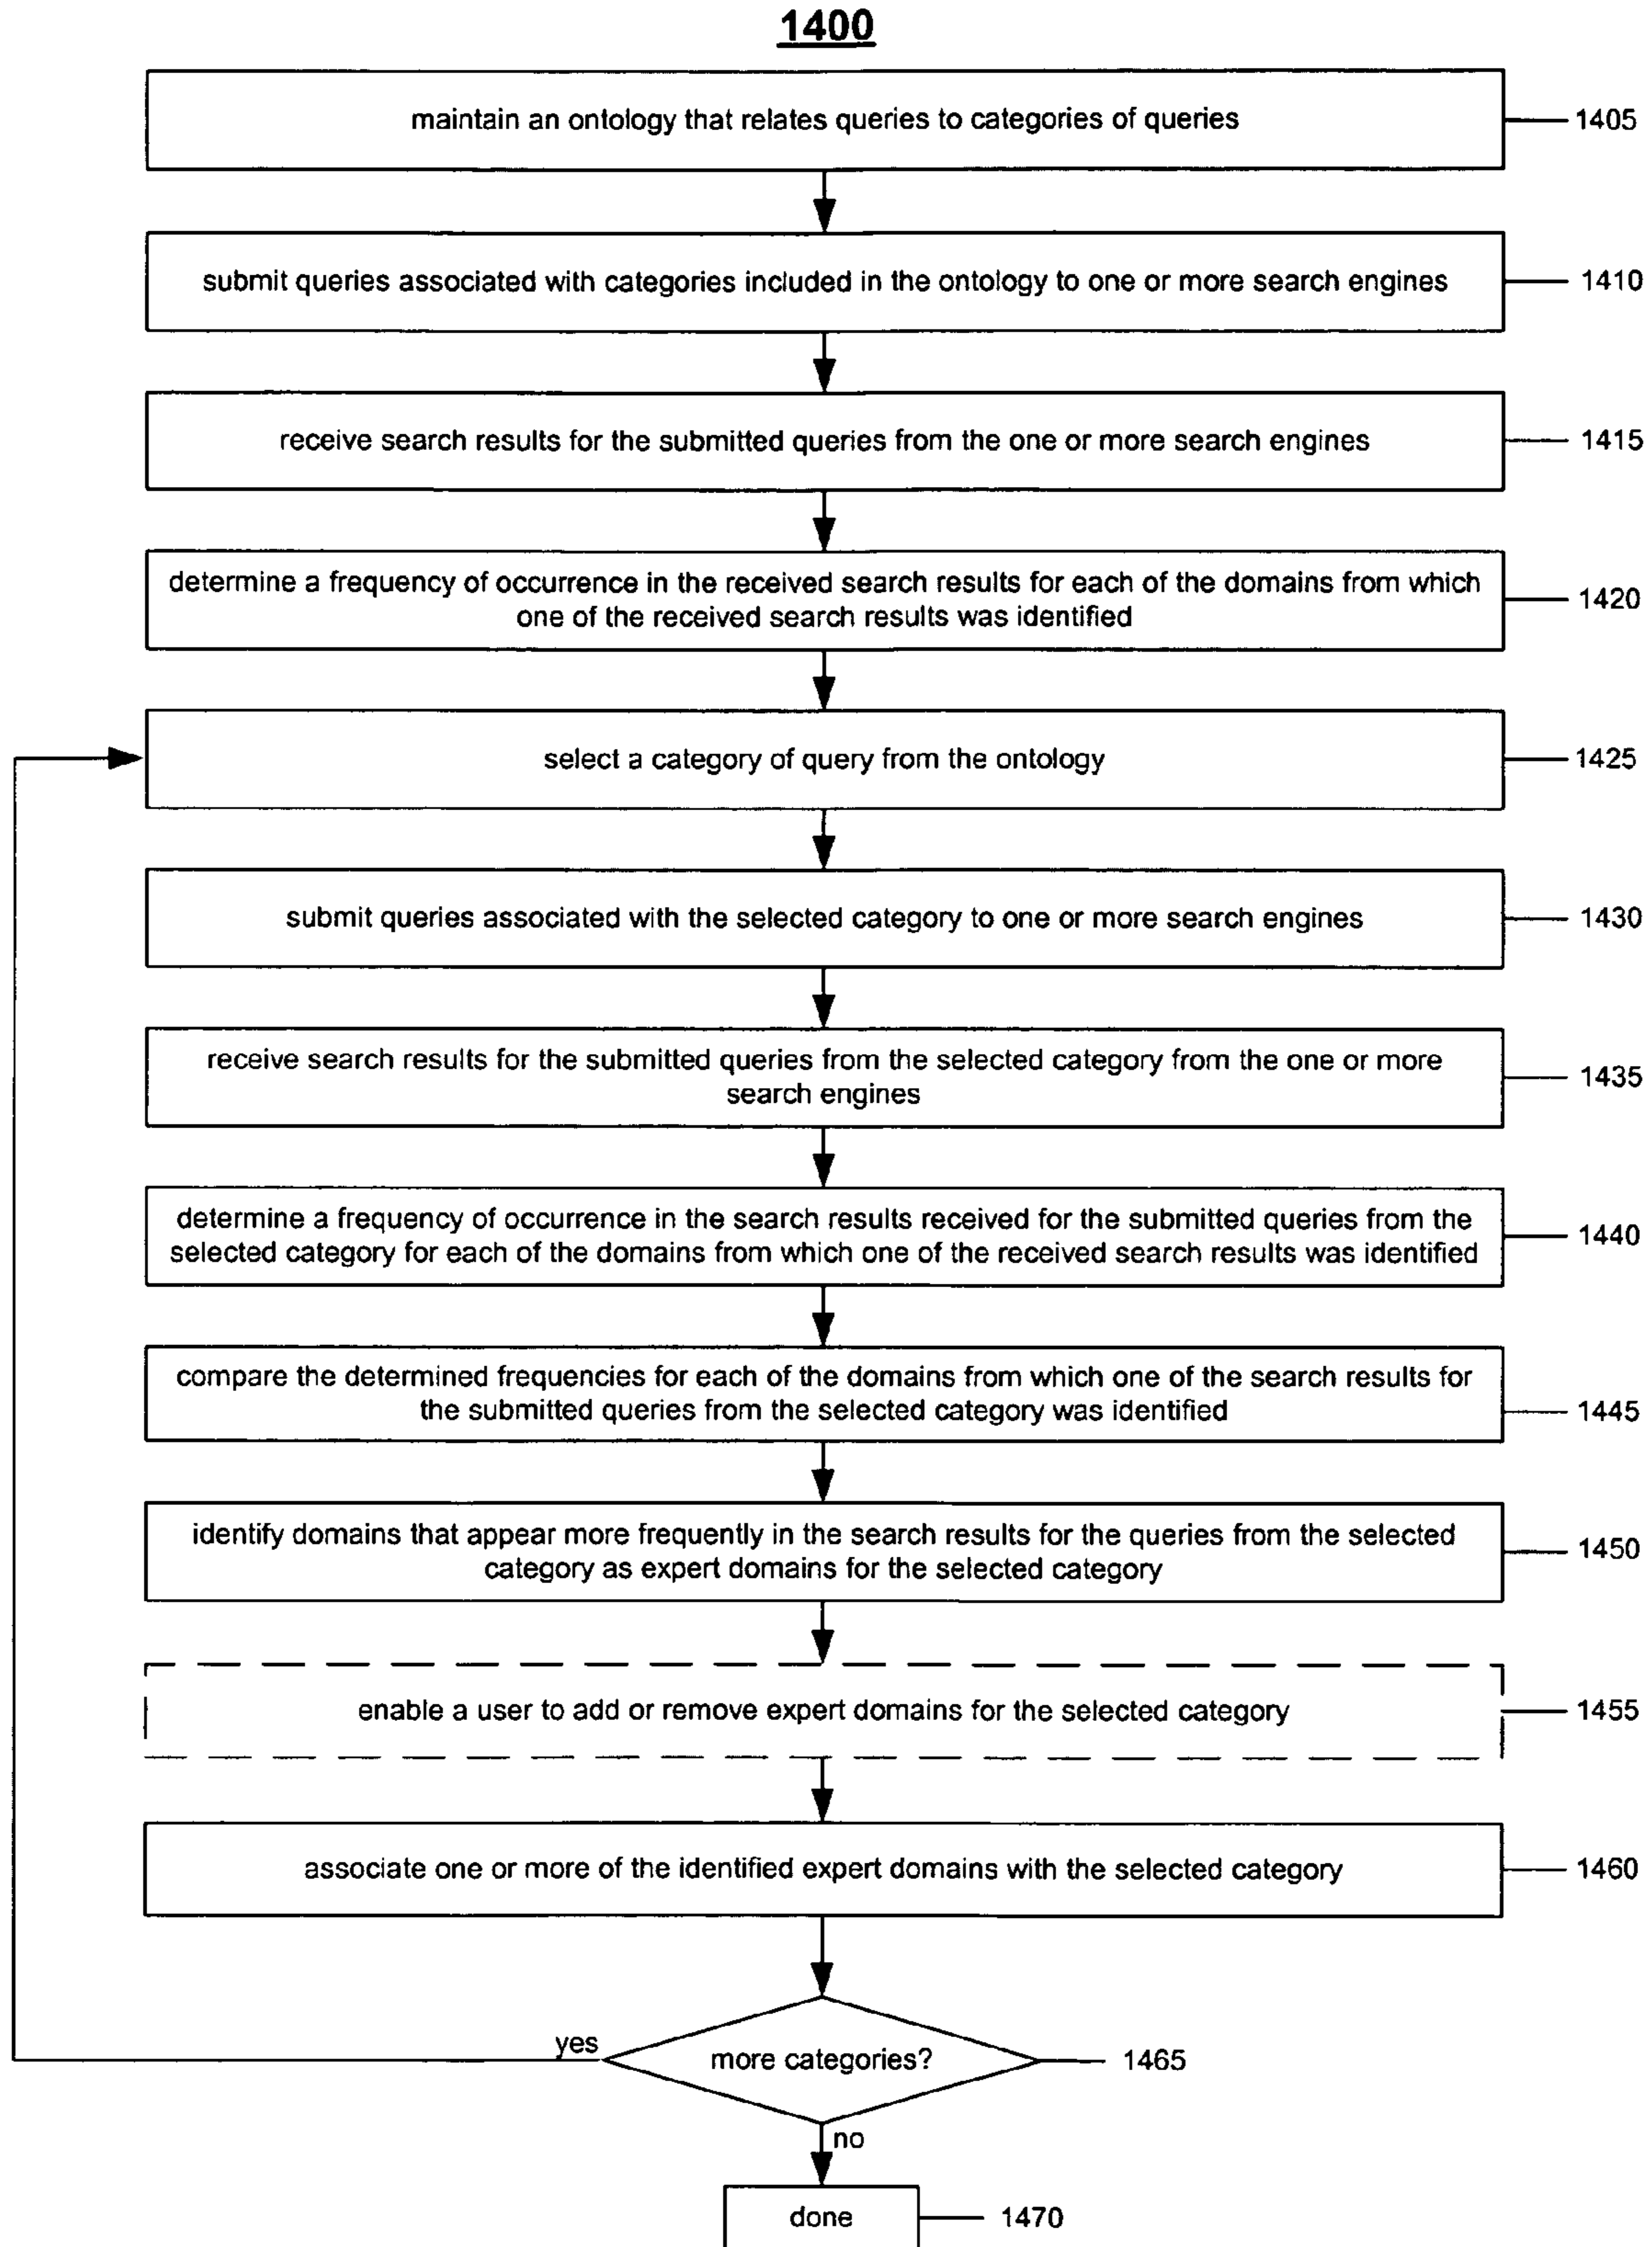 1400
maintain an ontology that relates queries to categories of queries
1405
submit queries associated with categories included in the ontology to one or more search engines
1410
receive search results for the submitted queries from the one or more search engines
1415
determine a frequency of occurrence in the received search results for each of the domains from which
one of the received search results was identified
1420
select a category of query from the ontology
1425
submit queries associated with the selected category to one or more search engines
1430
receive search results for the submitted queries from the selected category from the one or more
search engines
1435
determine a frequency of occurrence in the search results received for the submitted queries from the
selected category for each of the domains from which one of the received search results was identified
1440
compare the determined frequencies for each of the domains from which one of the search results for
the submitted queries from the selected category was identified
1445
identify domains that appear more frequently in the search results for the queries from the selected
category as expert domains for the selected category
1450
enable a user to add or remove expert domains for the selected category
1455
associate one or more of the identified expert domains with the selected category
1460
yes
more categories?
1465
no
done
1470